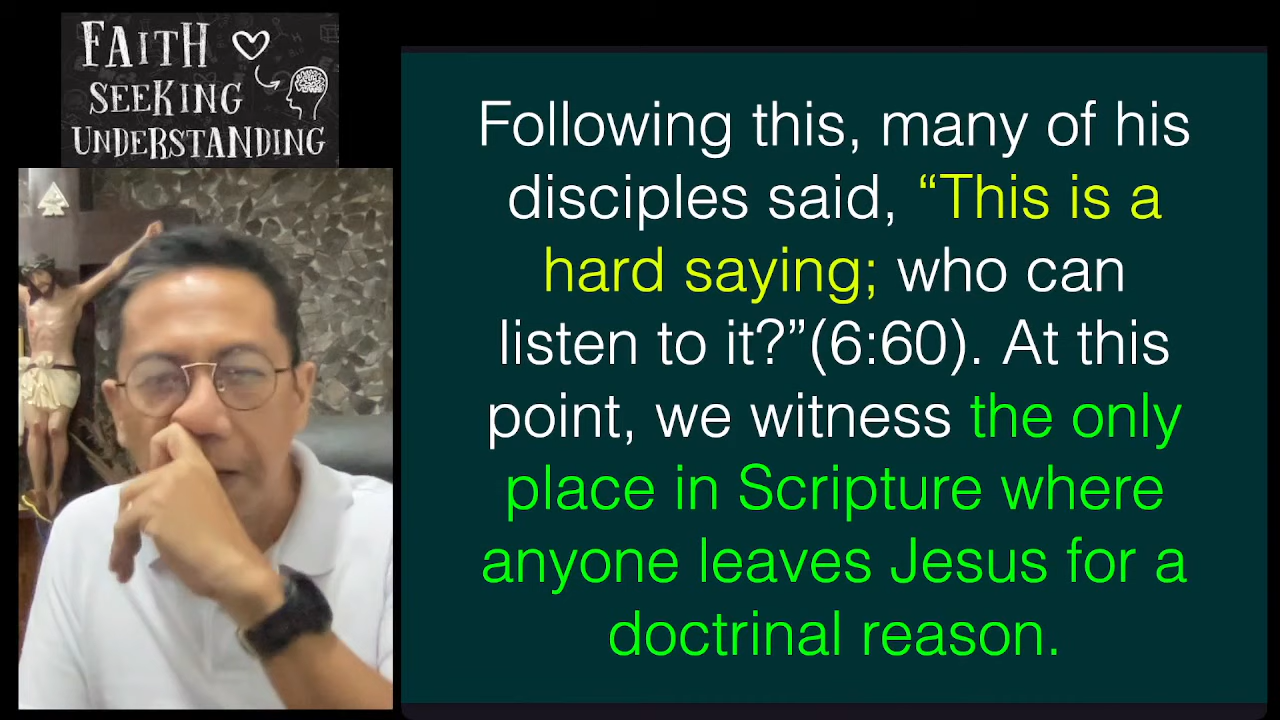 FAITH
SEEKING
UNDERSTANDING
Following this, many of his
disciples said, “This is a
hard saying; who can
listen to it?”(6:60). At this
point, we witness the only
place in Scripture where
anyone leaves Jesus for a
doctrinal reason.